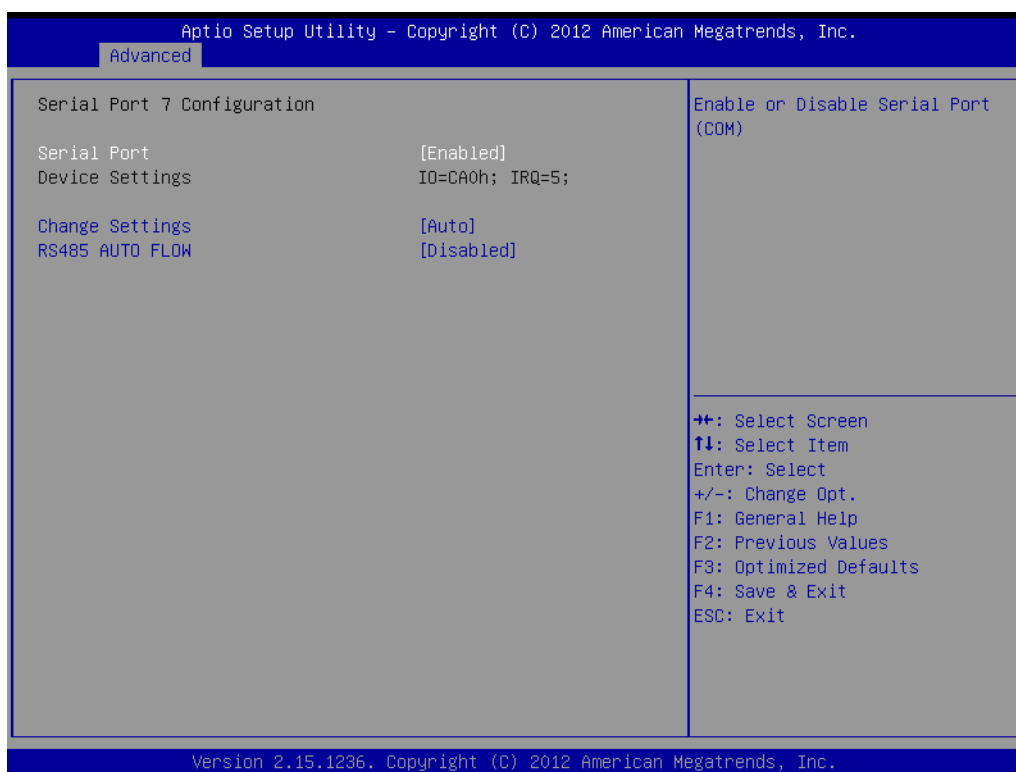 Aptio Setup Utility – Copyright (C) 2012 American Megatrends, Inc.
Advanced
Serial Port 7 Configuration
Serial Port [Enabled]
Device Settings IO=CA0h; IRQ=5;
Change Settings [Auto]
RS485 AUTO FLOW [Disabled]
Enable or Disable Serial Port
(COM)
→←: Select Screen
↑↓: Select Item
Enter: Select
+/-: Change Opt.
F1: General Help
F2: Previous Values
F3: Optimized Defaults
F4: Save & Exit
ESC: Exit
Version 2.15.1236. Copyright (C) 2012 American Megatrends, Inc.